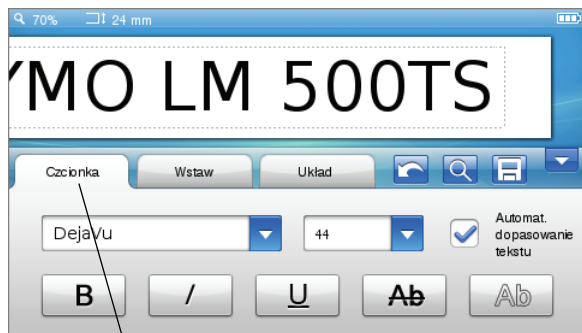 70% 24 mm
YMO LM 500TS
Czcionka Wstaw Układ
DejaVu 44 Automat. dopasowanie tekstu
B I U Ab Ab